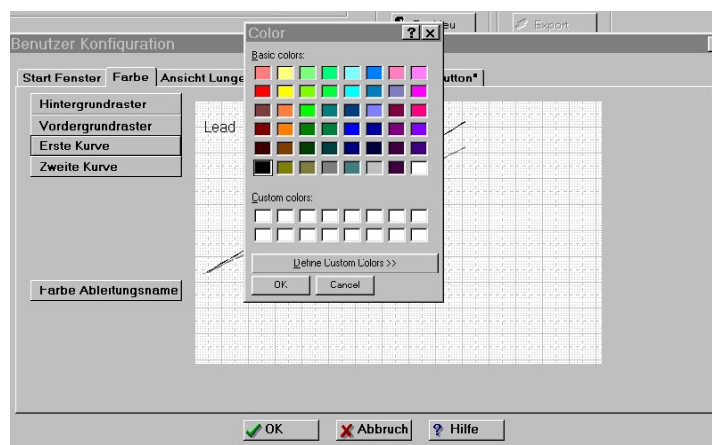 Export
Benutzer Konfiguration
Color
Basic colors:
Start Fenster
Farbe
Ansicht Lunge
utton"
Hintergrundraster
Vordergrundraster
Erste Kurve
Zweite Kurve
Lead
Custom colors:
Define Custom Colors >>
OK
Cancel
Farbe Ableitungsname
OK
Abbruch
Hilfe